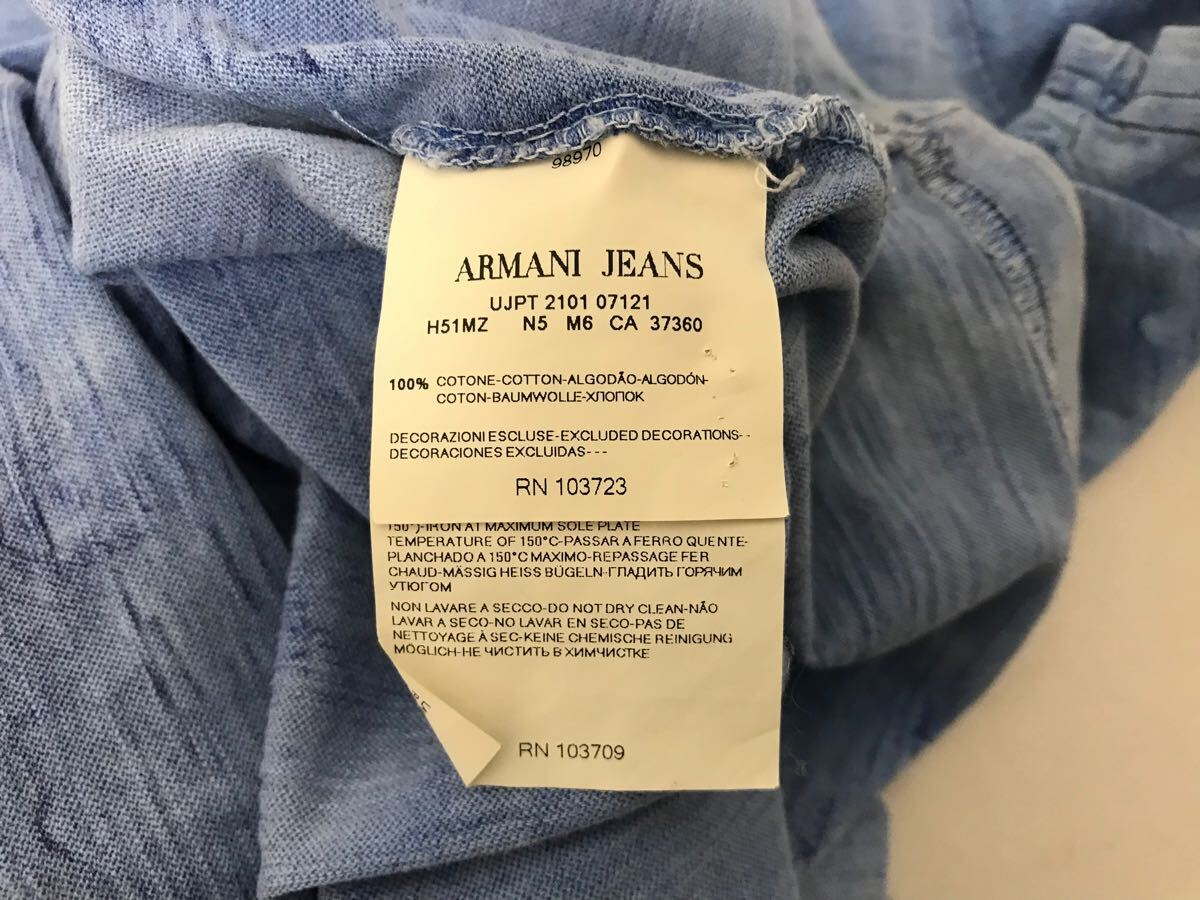 98970
ARMANI JEANS
UJPT 2101 07121
H51MZ N5 M6 CA 37360
100% COTONE-COTTON-ALGODÃO-ALGODÓN-
COTON-BAUMWOLLE-ХЛОПОК
DECORAZIONI ESCLUSE-EXCLUDED DECORATIONS--
DECORACIONES EXCLUIDAS---
RN 103723
150°)-IRON AT MAXIMUM SOLE PLATE
TEMPERATURE OF 150°C-PASSAR A FERRO QUENTE-
PLANCHADO A 150°C MAXIMO-REPASSAGE FER
CHAUD-MÄSSIG HEISS BÜGELN-ГЛАДИТЬ ГОРЯЧИМ
УТЮГОМ
NON LAVARE A SECCO-DO NOT DRY CLEAN-NÃO
LAVAR A SECO-NO LAVAR EN SECO-PAS DE
NETTOYAGE À SEC-KEINE CHEMISCHE REINIGUNG
MÖGLICH-НЕ ЧИСТИТЬ В ХИМЧИСТКЕ
RN 103709